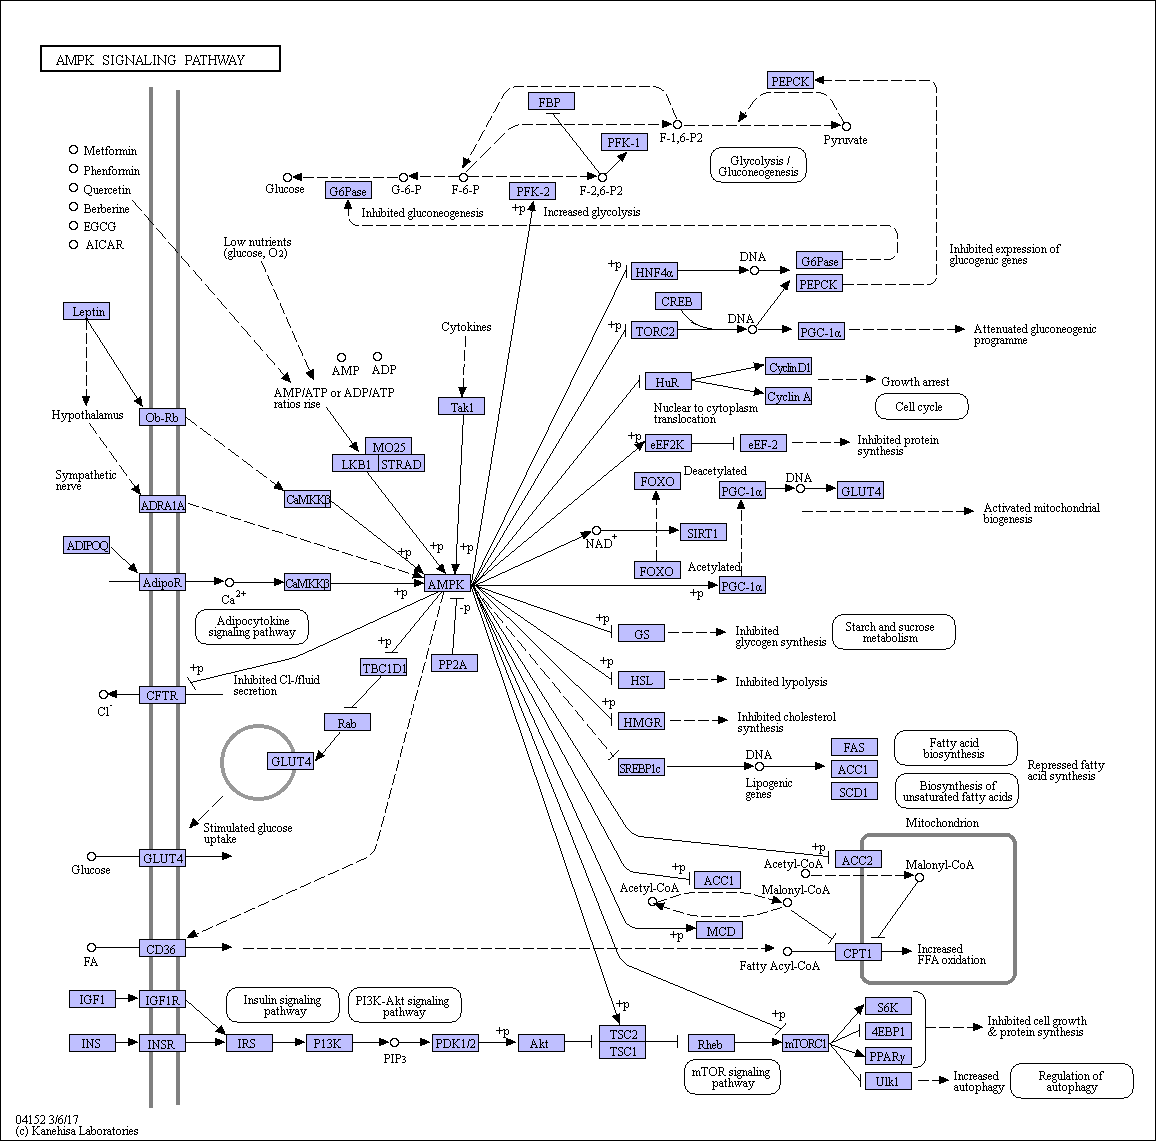 AMPK SIGNALING PATHWAY
PEPCK
FBP
F-1,6-P2
Pyruvate
PFK-1
Metformin
Phenformin
Quercetin
Berberine
EGCG
AICAR
Glycolysis /
Gluconeogenesis
Glucose
G6Pase
G-6-P
F-6-P
PFK-2
F-2,6-P2
+p
Inhibited gluconeogenesis
Increased glycolysis
Low nutrients
(glucose, O2)
Inhibited expression of
glucogenic genes
+p
HNF4α
DNA
G6Pase
PEPCK
Leptin
CREB
Cytokines
+p
TORC2
DNA
PGC-1α
Attenuated gluconeogenic
programme
AMP
ADP
AMP/ATP or ADP/ATP
ratios rise
HuR
CyclinD1
Cyclin A
Growth arrest
Cell cycle
Nuclear to cytoplasm
translocation
Hypothalamus
Ob-Rb
Tak1
MO25
LKB1
STRAD
+p
eEF2K
eEF-2
Inhibited protein
synthesis
Sympathetic
nerve
ADRA1A
CaMKKβ
FOXO
Deacetylated
PGC-1α
DNA
GLUT4
Activated mitochondrial
biogenesis
NAD+
SIRT1
ADIPOQ
+p
+p
+p
FOXO
Acetylated
AdipoR
Ca2+
CaMKKβ
+p
AMPK
-p
+p
PGC-1α
Adipocytokine
signaling pathway
+p
GS
Inhibited
glycogen synthesis
Starch and sucrose
metabolism
+p
TBC1D1
PP2A
+p
CFTR
Cl-
Inhibited Cl-/fluid
secretion
+p
HSL
Inhibited lypolysis
Rab
+p
HMGR
Inhibited cholesterol
synthesis
GLUT4
SREBP1c
DNA
Lipogenic
genes
FAS
ACC1
SCD1
Fatty acid
biosynthesis
Biosynthesis of
unsaturated fatty acids
Repressed fatty
acid synthesis
Stimulated glucose
uptake
Mitochondrion
Glucose
GLUT4
+p
ACC2
Acetyl-CoA
Malonyl-CoA
+p
ACC1
Acetyl-CoA
Malonyl-CoA
+p
MCD
FA
CD36
Fatty Acyl-CoA
CPT1
Increased
FFA oxidation
IGF1
IGF1R
Insulin signaling
pathway
PI3K-Akt signaling
pathway
+p
+p
INS
INSR
IRS
P13K
PIP3
PDK1/2
+p
Akt
TSC2
TSC1
Rheb
mTORC1
S6K
4EBP1
PPARγ
Ulk1
Inhibited cell growth
& protein synthesis
mTOR signaling
pathway
Increased
autophagy
Regulation of
autophagy
04152 3/6/17
(c) Kanehisa Laboratories